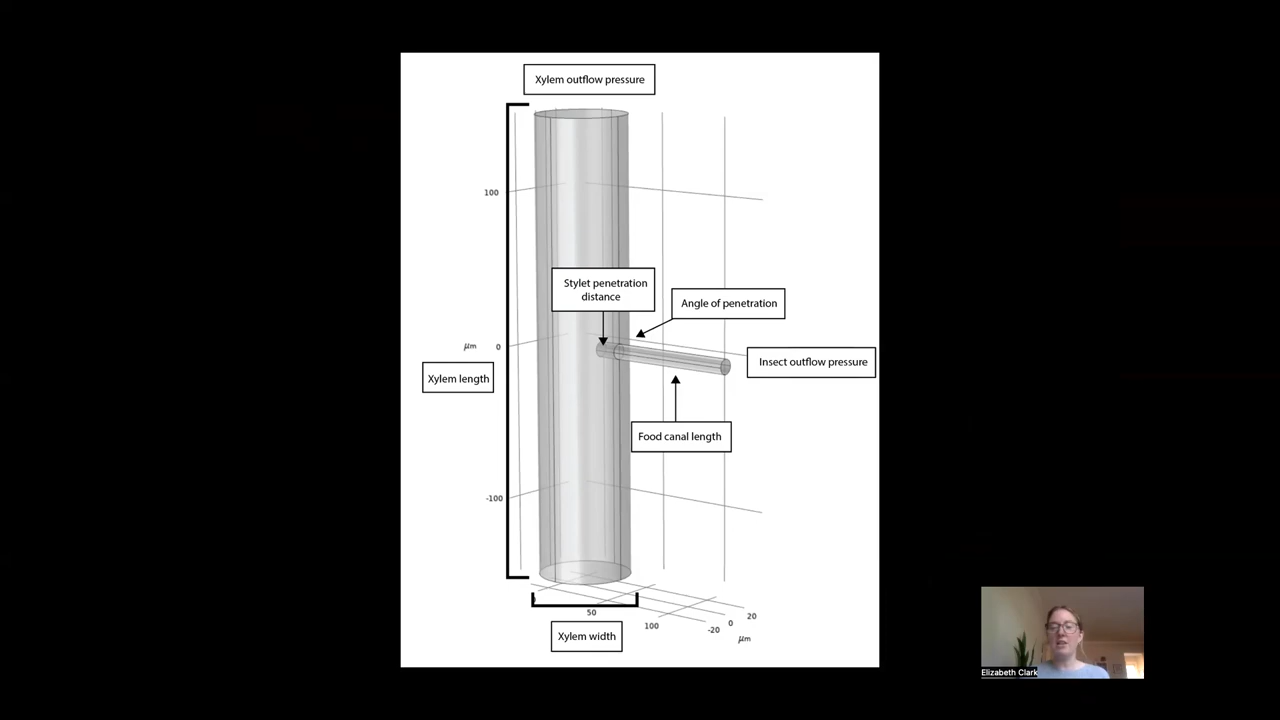 Xylem outflow pressure
100
Stylet penetration
distance
Angle of penetration
μm 0
Insect outflow pressure
Xylem length
Food canal length
-100
50
100
-20
0
20
μm
Xylem width
Elizabeth Clark